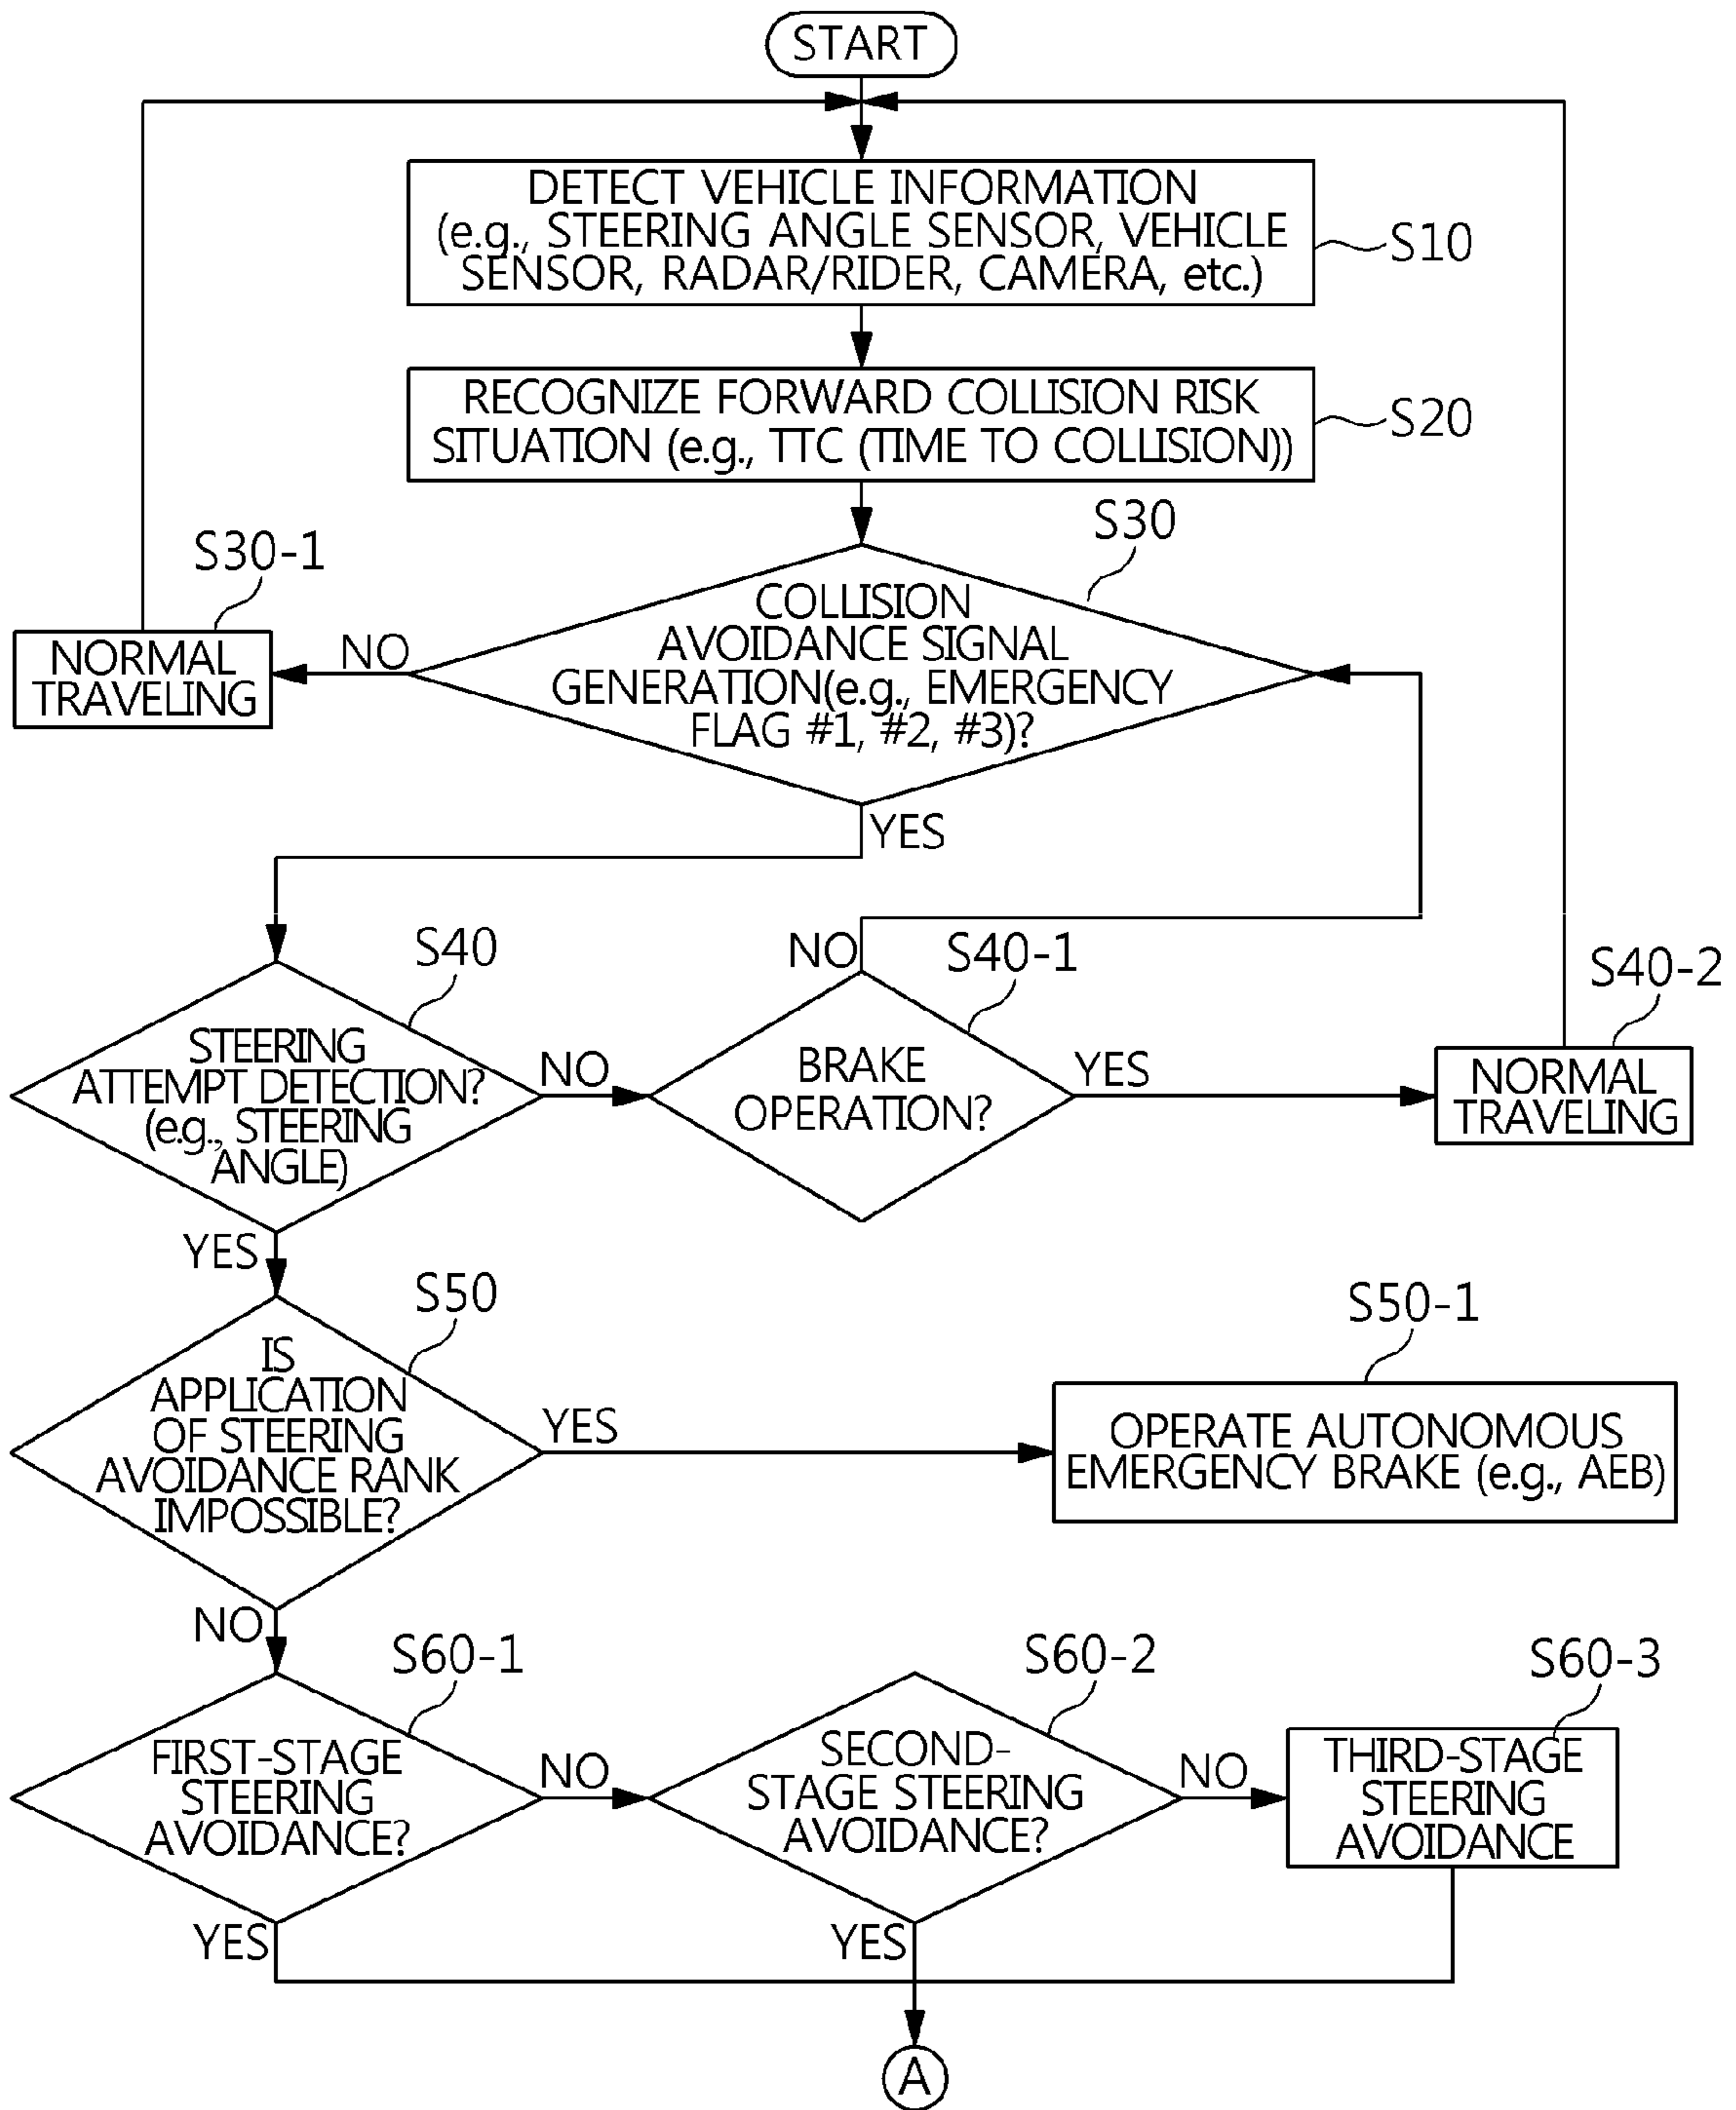 START
DETECT VEHICLE INFORMATION
(e.g., STEERING ANGLE SENSOR, VEHICLE
SENSOR, RADAR/RIDER, CAMERA, etc.)
S10
RECOGNIZE FORWARD COLLISION RISK
SITUATION (e.g., TTC (TIME TO COLLISION))
S20
S30
COLLISION
AVOIDANCE SIGNAL
GENERATION(e.g., EMERGENCY
FLAG #1, #2, #3)?
NO
S30-1
NORMAL
TRAVELING
YES
S40
STEERING
ATTEMPT DETECTION?
(e.g., STEERING
ANGLE)
NO
S40-1
BRAKE
OPERATION?
NO
YES
S40-2
NORMAL
TRAVELING
YES
S50
IS
APPLICATION
OF STEERING
AVOIDANCE RANK
IMPOSSIBLE?
YES
S50-1
OPERATE AUTONOMOUS
EMERGENCY BRAKE (e.g., AEB)
NO
S60-1
FIRST-STAGE
STEERING
AVOIDANCE?
NO
S60-2
SECOND-
STAGE STEERING
AVOIDANCE?
NO
S60-3
THIRD-STAGE
STEERING
AVOIDANCE
YES
YES
A